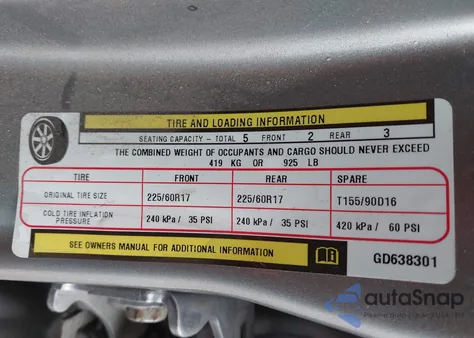 TIRE AND LOADING INFORMATION
SEATING CAPACITY - TOTAL 5 FRONT 2 REAR 3
THE COMBINED WEIGHT OF OCCUPANTS AND CARGO SHOULD NEVER EXCEED
419 KG OR 925 LB
TIRE FRONT REAR SPARE
ORIGINAL TIRE SIZE 225/60R17 225/60R17 T155/90D16
COLD TIRE INFLATION PRESSURE 240 kPa / 35 PSI 240 kPa / 35 PSI 420 kPa / 60 PSI
SEE OWNERS MANUAL FOR ADDITIONAL INFORMATION
GD638301
autoSnap